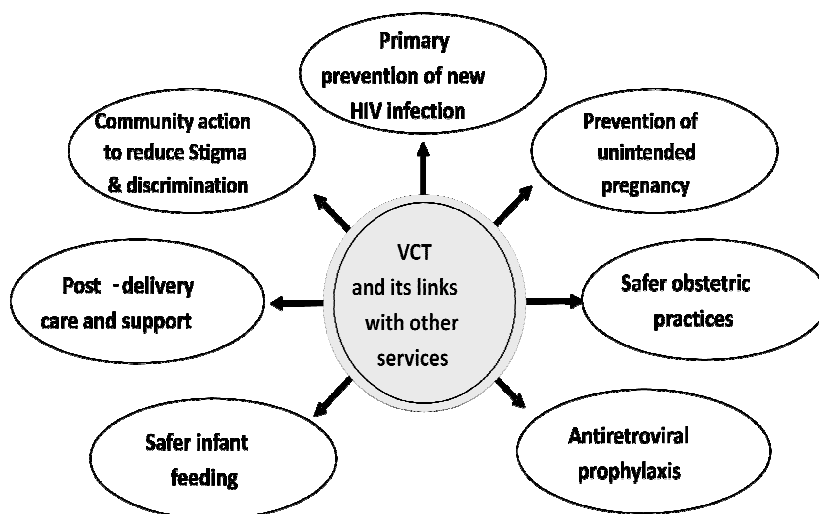 Primary
prevention of new
HIV infection
Community action
to reduce Stigma
& discrimination
Prevention of
unintended
pregnancy
VCT
and its links
with other
services
Post -delivery
care and support
Safer obstetric
practices
Safer infant
feeding
Antiretroviral
prophylaxis